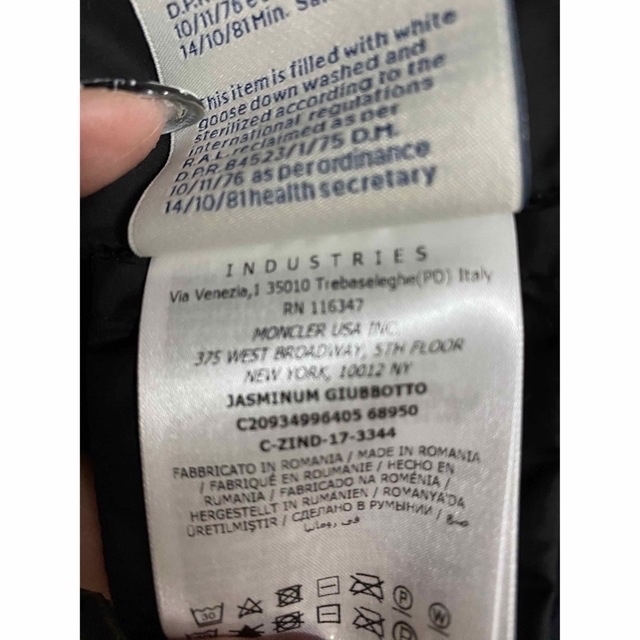 10/11/76
14/10/81 Min.
This item is filled with white
goose down washed and
sterilized according to the
international regulations
R.A.L. reclaimed as per
D.P.R. 84523/1/75 D.M.
10/11/76 as per ordinance
14/10/81 health secretary
INDUSTRIES
Via Venezia,1 35010 Trebaseleghe(PD) Italy
RN 116347
MONCLER USA INC.
375 WEST BROADWAY, 5TH FLOOR
NEW YORK, 10012 NY
JASMINUM GIUBBOTTO
C20934996405 68950
C-ZIND-17-3344
FABBRICATO IN ROMANIA / MADE IN ROMANIA
/ FABRIQUÉ EN ROUMANIE / HECHO EN
RUMANIA / FABRICADO NA ROMÉNIA /
HERGESTELLT IN RUMÄNIEN / ROMANYA'DA
ÜRETILMIŞTIR / СДЕЛАНО В РУМЫНИИ / صنع
في رومانيا
30 P W